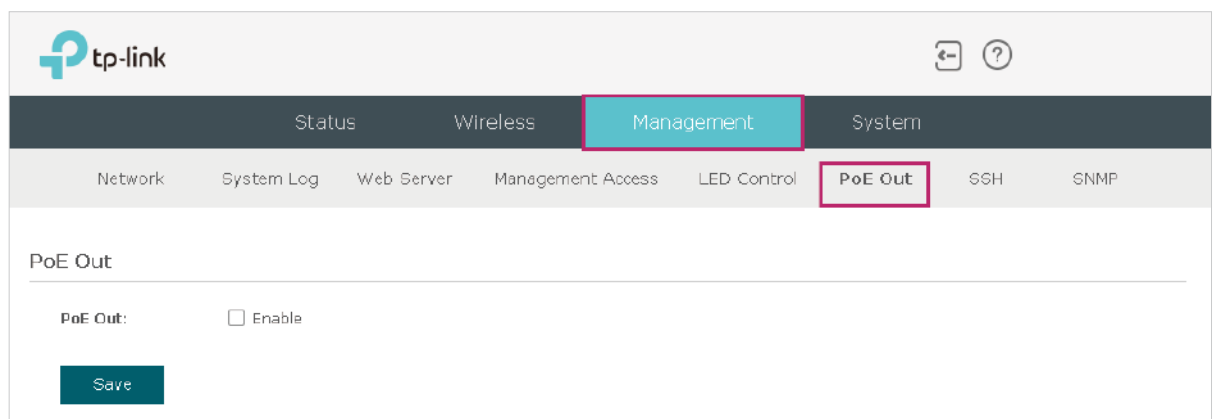 tp-link
Status Wireless Management System
Network System Log Web Server Management Access LED Control PoE Out SSH SNMP
PoE Out
PoE Out: Enable
Save